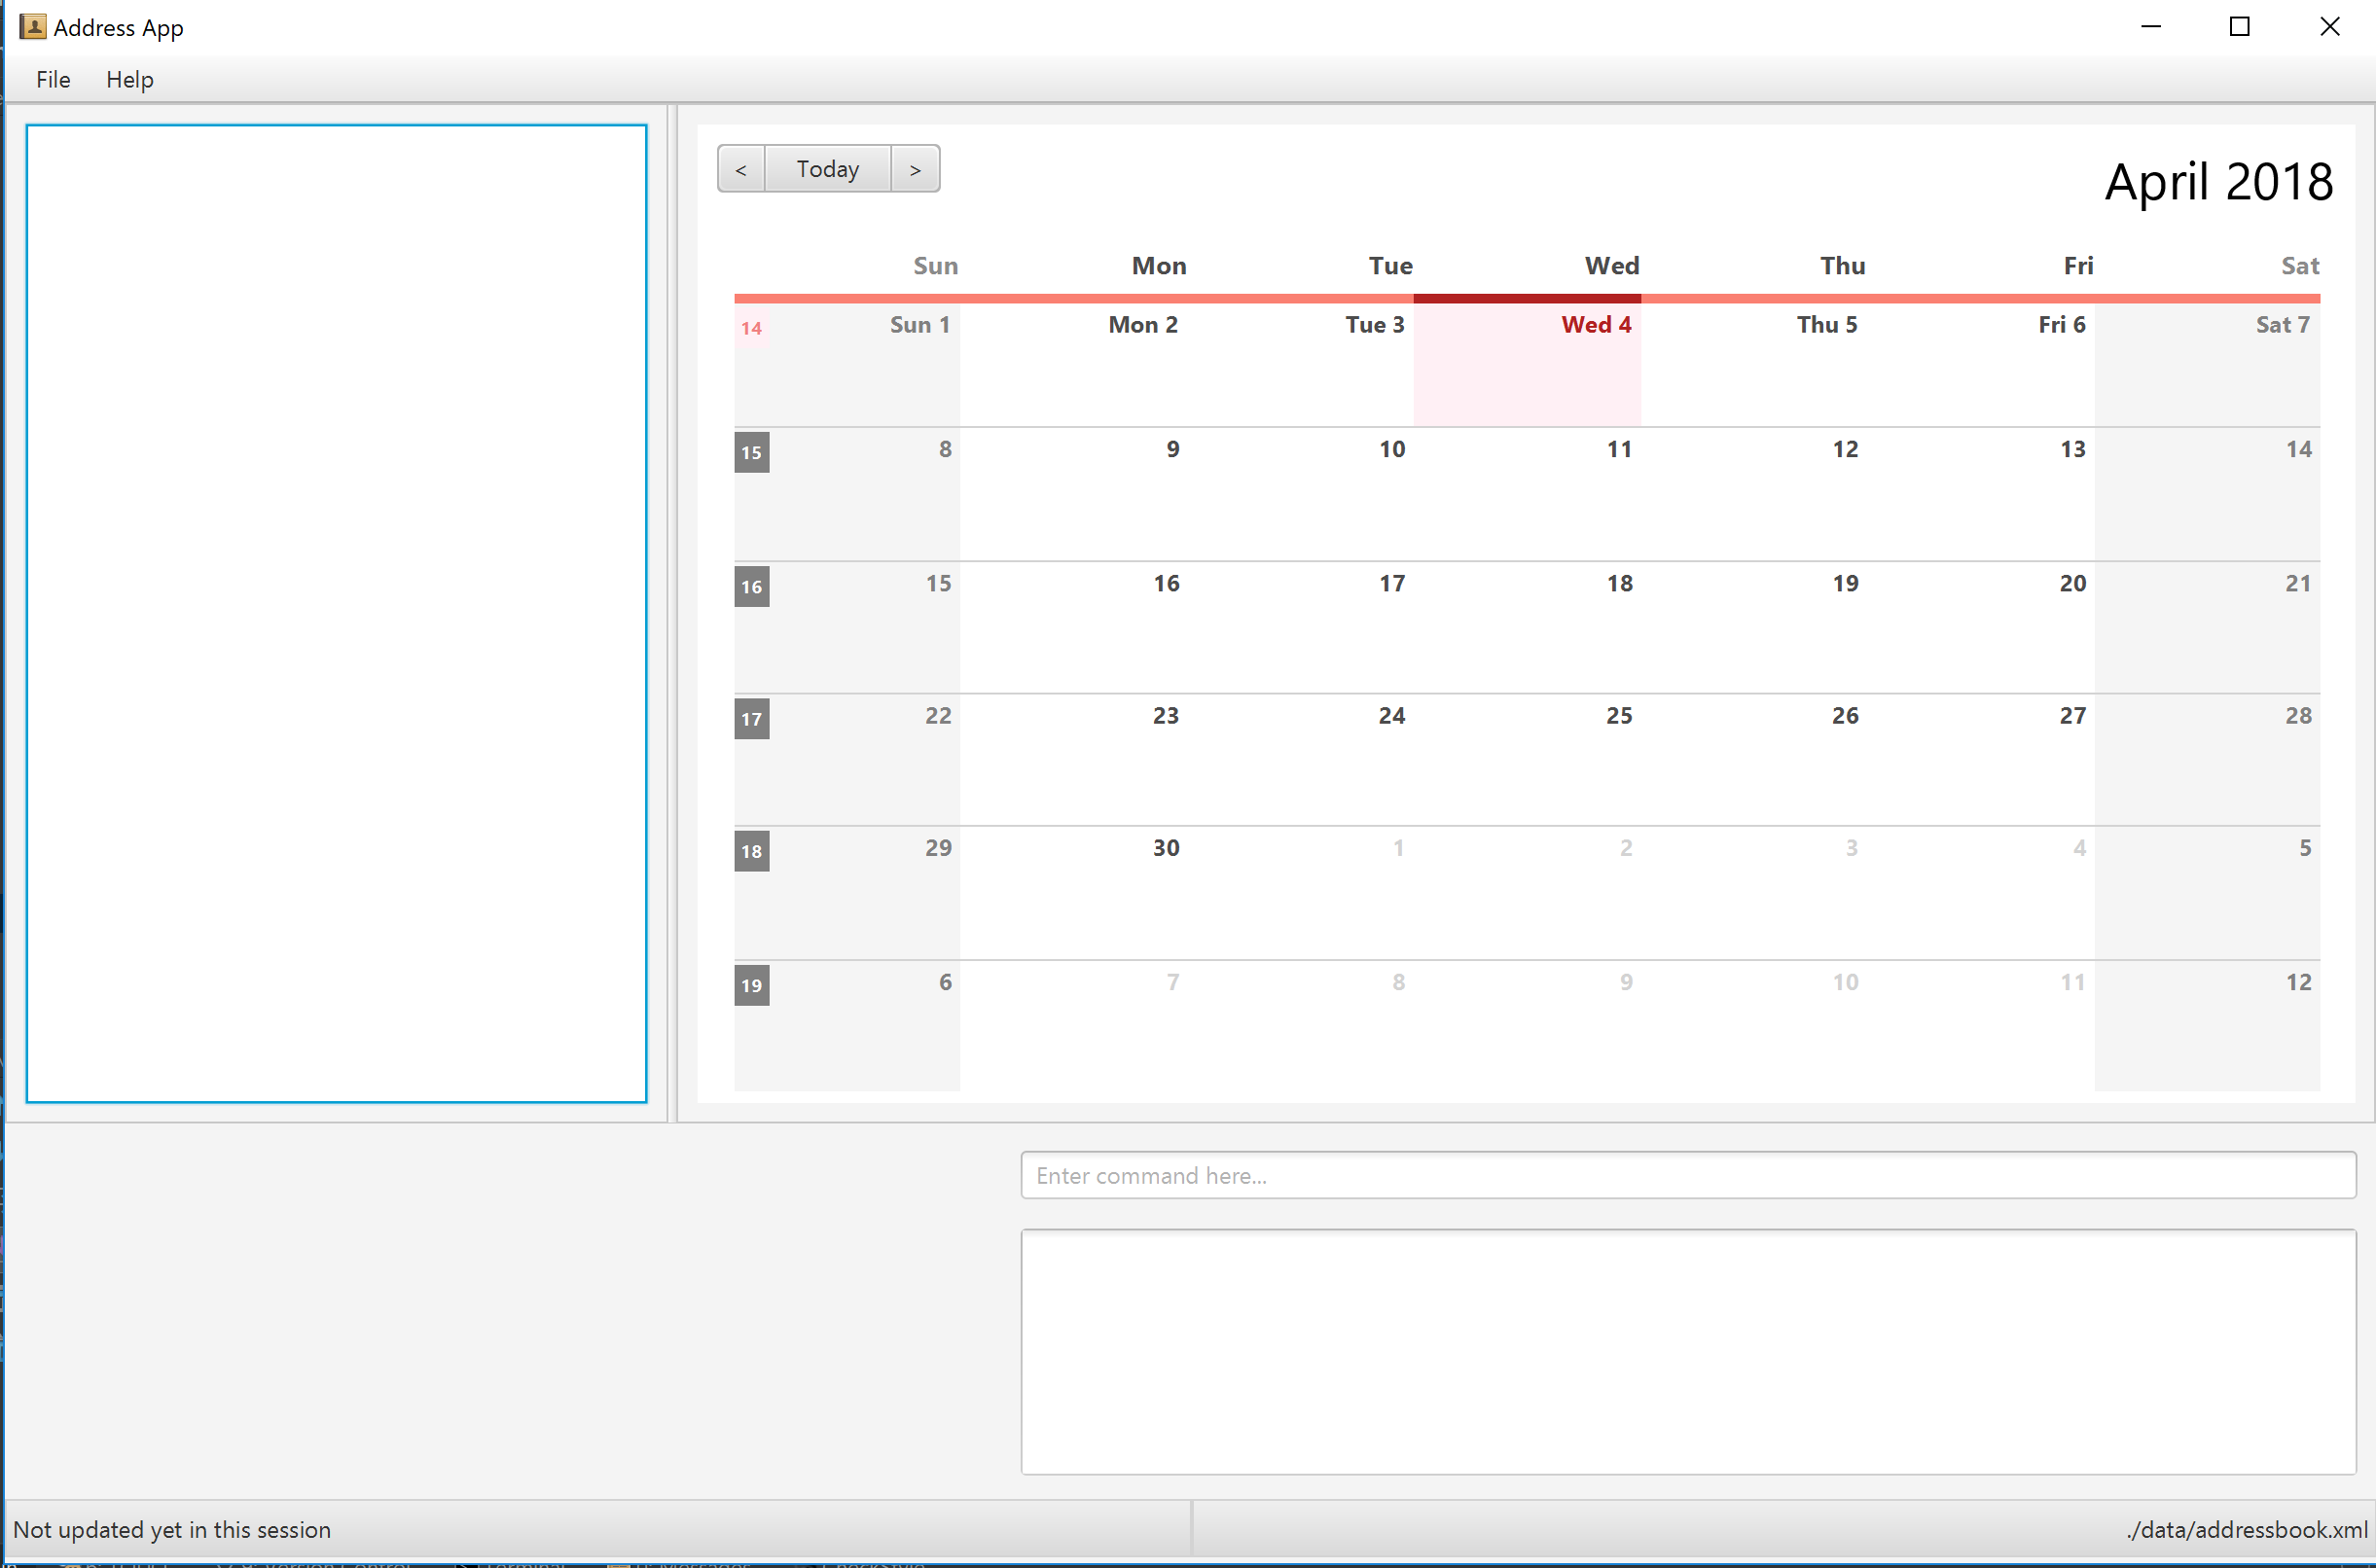 Address App
File Help
< Today >
April 2018
Sun Mon Tue Wed Thu Fri Sat
14 Sun 1 Mon 2 Tue 3 Wed 4 Thu 5 Fri 6 Sat 7
15 8 9 10 11 12 13 14
16 15 16 17 18 19 20 21
17 22 23 24 25 26 27 28
18 29 30 1 2 3 4 5
19 6 7 8 9 10 11 12
Enter command here...
Not updated yet in this session ./data/addressbook.xml